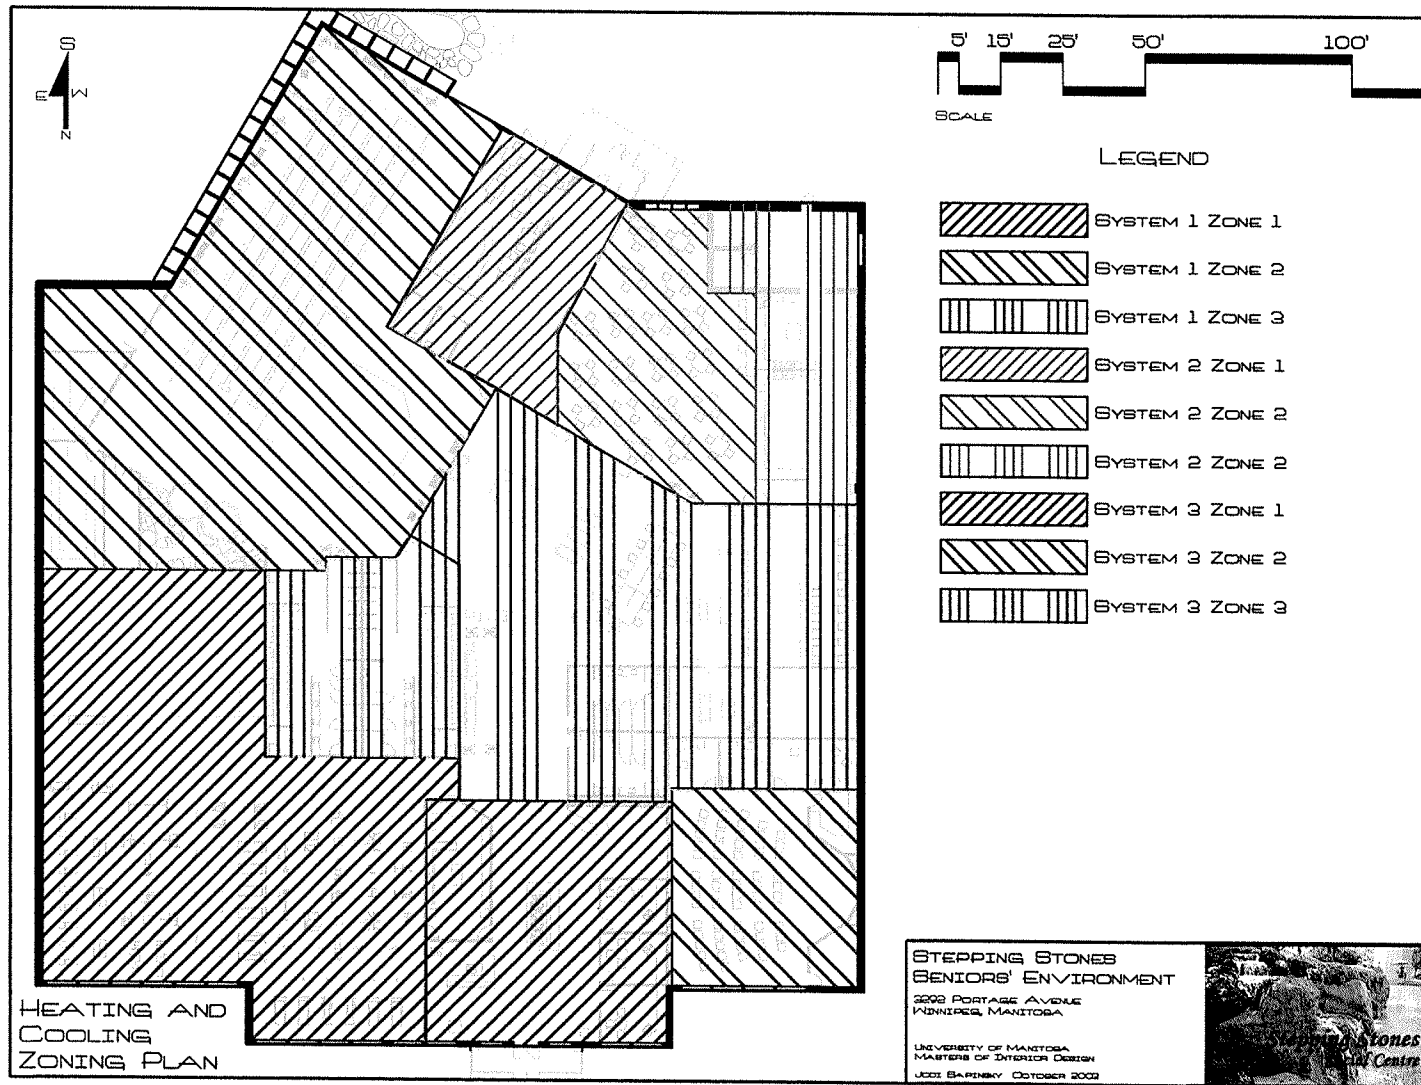 S
E W
N
5' 15' 25' 50' 100'
SCALE
LEGEND
SYSTEM 1 ZONE 1
SYSTEM 1 ZONE 2
SYSTEM 1 ZONE 3
SYSTEM 2 ZONE 1
SYSTEM 2 ZONE 2
SYSTEM 2 ZONE 2
SYSTEM 3 ZONE 1
SYSTEM 3 ZONE 2
SYSTEM 3 ZONE 3
HEATING AND
COOLING
ZONING PLAN
STEPPING STONES
SENIORS' ENVIRONMENT
PORTAGE AVENUE
WINNIPEG, MANITOBA
UNIVERSITY OF MANITOBA
MASTERS OF INTERIOR DESIGN
JODI OCTOBER
Stepping Stones
Social Centre